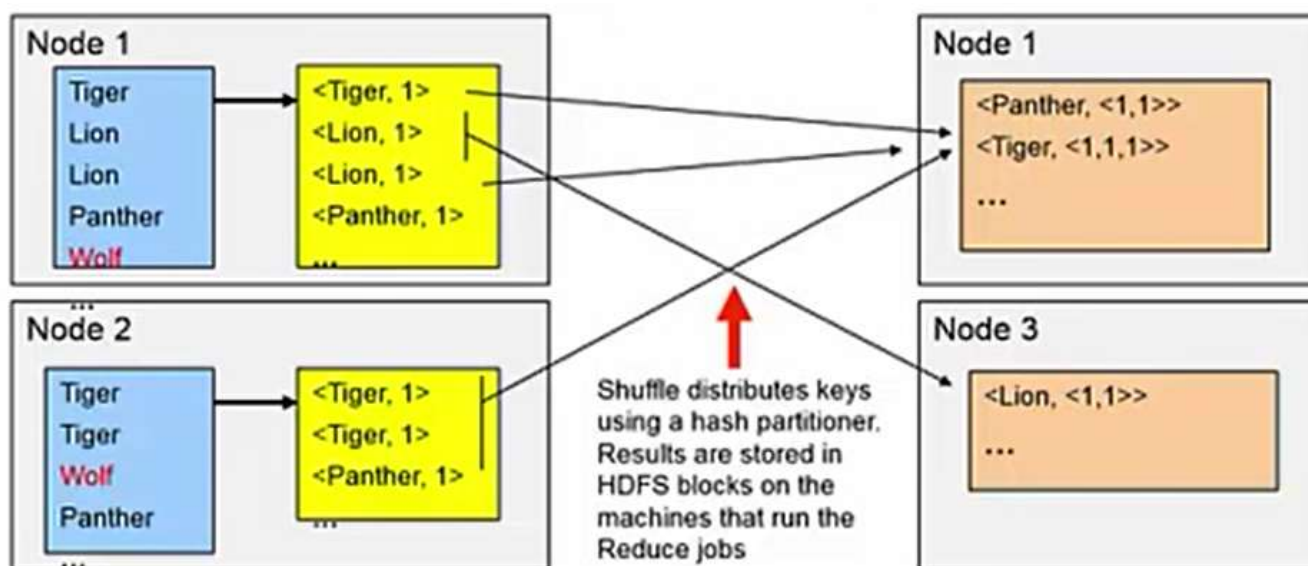 Node 1
Tiger
Lion
Lion
Panther
Wolf
...
<Tiger, 1>
<Lion, 1>
<Lion, 1>
<Panther, 1>
...
Node 2
Tiger
Tiger
Wolf
Panther
...
<Tiger, 1>
<Tiger, 1>
<Panther, 1>
...
Shuffle distributes keys
using a hash partitioner.
Results are stored in
HDFS blocks on the
machines that run the
Reduce jobs
Node 1
<Panther, <1,1>>
<Tiger, <1,1,1>>
...
Node 3
<Lion, <1,1>>
...